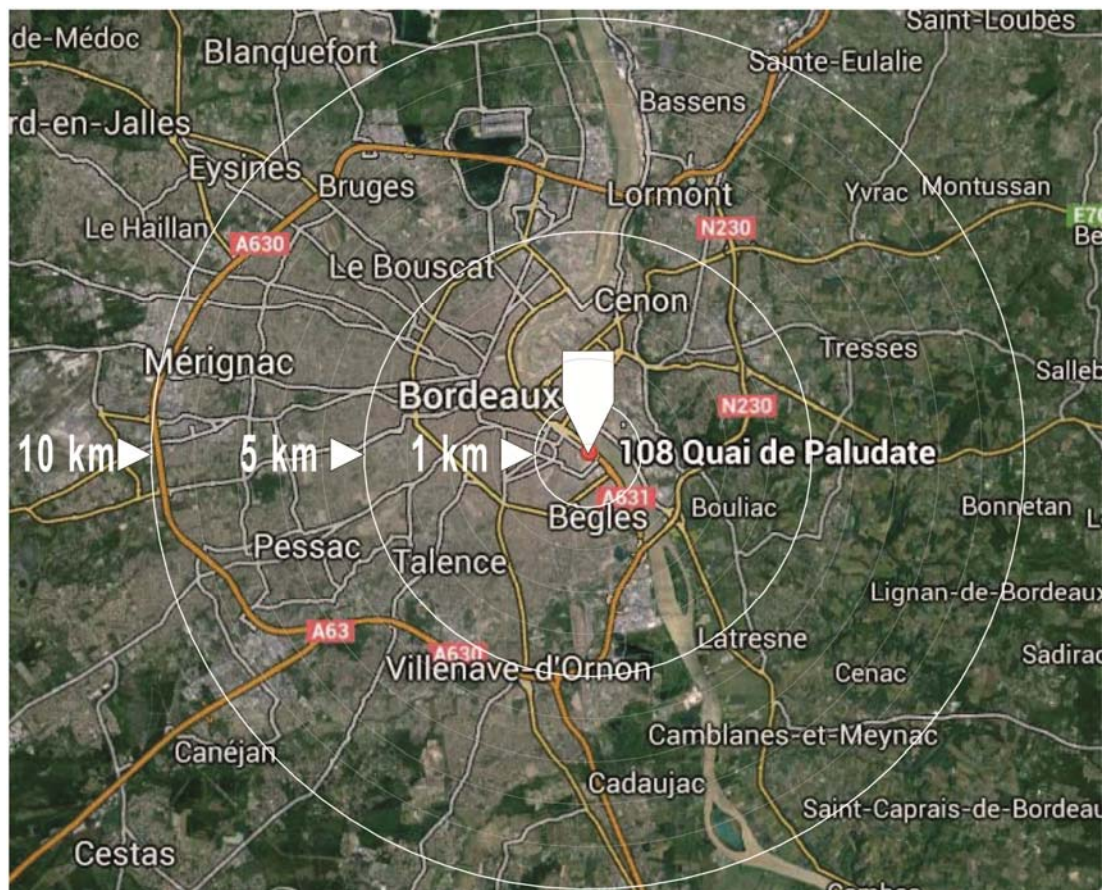 Saint-Loubès
de-Médoc
Blanquefort
Sainte-Eulalie
Bassens
rd-en-Jalles
Eysines
Bruges
Lormont
Yvrac
Montussan
Le Haillan
N230
E70
Be
A630
Le Bouscat
Cenon
Mérignac
Tresses
Salleb
Bordeaux
N230
10 km
5 km
1 km
108 Quai de Paludate
A631
Bègles
Bouliac
Bonnetan
Pessac
Talence
Lignan-de-Bordeaux
A63
A630
Latresne
Sadirac
Villenave-d'Ornon
Cenac
Canéjan
Camblanes-et-Meynac
Cadaujac
Saint-Caprais-de-Bordeau
Cestas